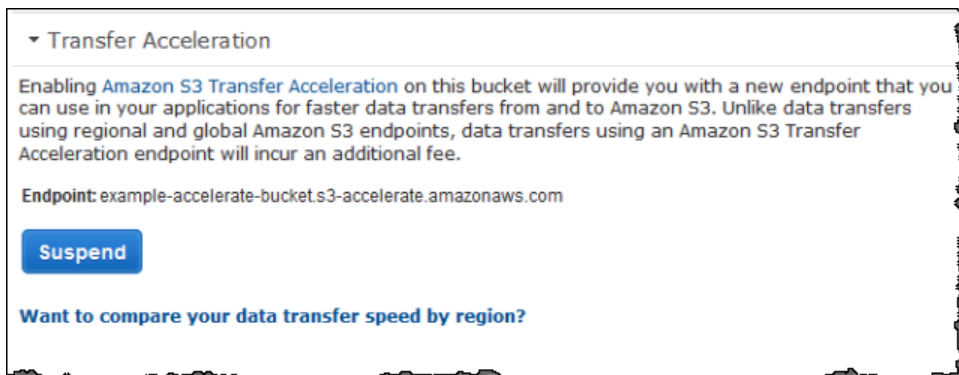 Transfer Acceleration
Enabling Amazon S3 Transfer Acceleration on this bucket will provide you with a new endpoint that you
can use in your applications for faster data transfers from and to Amazon S3. Unlike data transfers
using regional and global Amazon S3 endpoints, data transfers using an Amazon S3 Transfer
Acceleration endpoint will incur an additional fee.
Endpoint: example-accelerate-bucket.s3-accelerate.amazonaws.com
Suspend
Want to compare your data transfer speed by region?